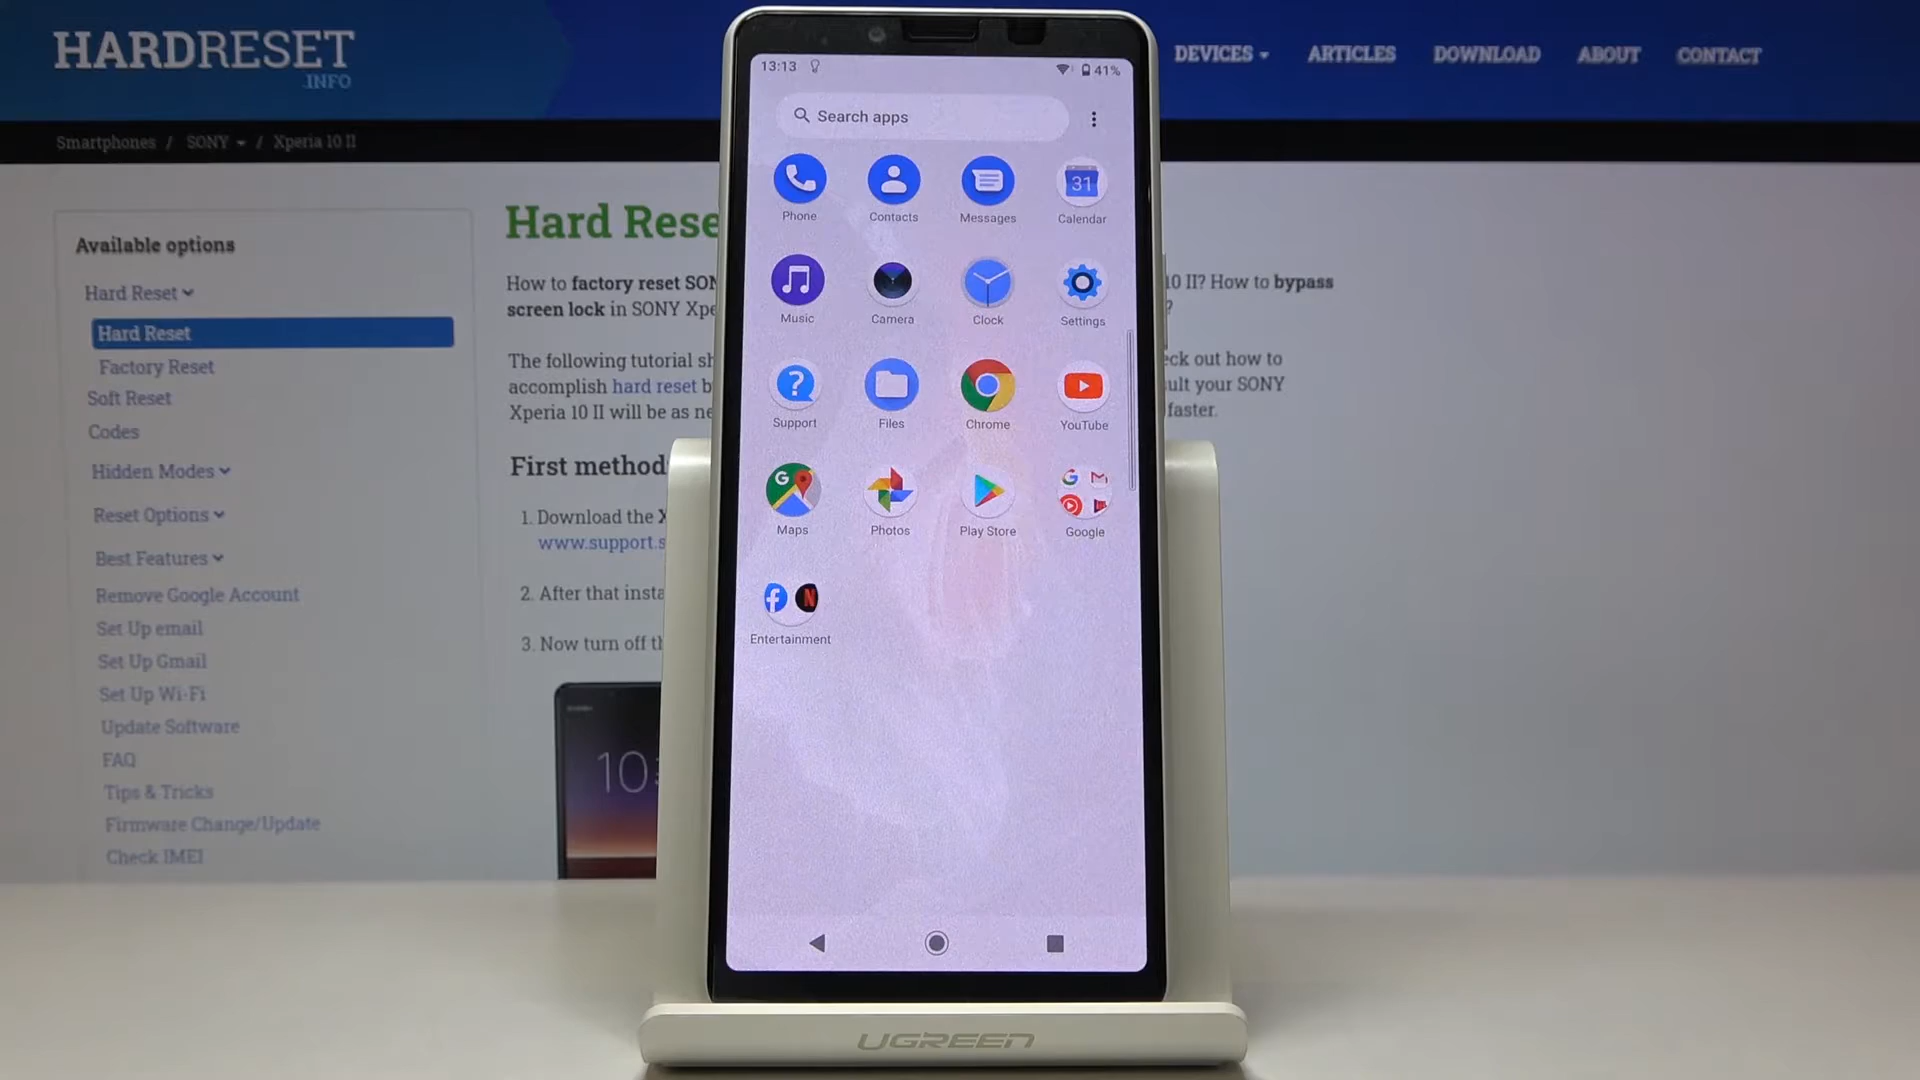 HARDRESET
.INFO
DEVICES
ARTICLES
DOWNLOAD
ABOUT
CONTACT
Smartphones / SONY / Xperia 10 II
Available options
Hard Reset
Hard Reset
Factory Reset
Soft Reset
Codes
Hidden Modes
Reset Options
Best Features
Remove Google Account
Set Up email
Set Up Gmail
Set Up Wi-Fi
Update Software
FAQ
Tips & Tricks
Firmware Change/Update
Check IMEI
Hard Rese
How to factory reset SON
screen lock in SONY Xpe
The following tutorial sh
accomplish hard reset b
Xperia 10 II will be as ne
First method
1. Download the X
www.support.s
2. After that insta
3. Now turn off th
10 II? How to bypass
?
eck out how to
sult your SONY
faster.
13:13
41%
Search apps
Phone
Contacts
Messages
31
Calendar
Music
Camera
Clock
Settings
Support
Files
Chrome
YouTube
Maps
Photos
Play Store
Google
Entertainment
UGREEN